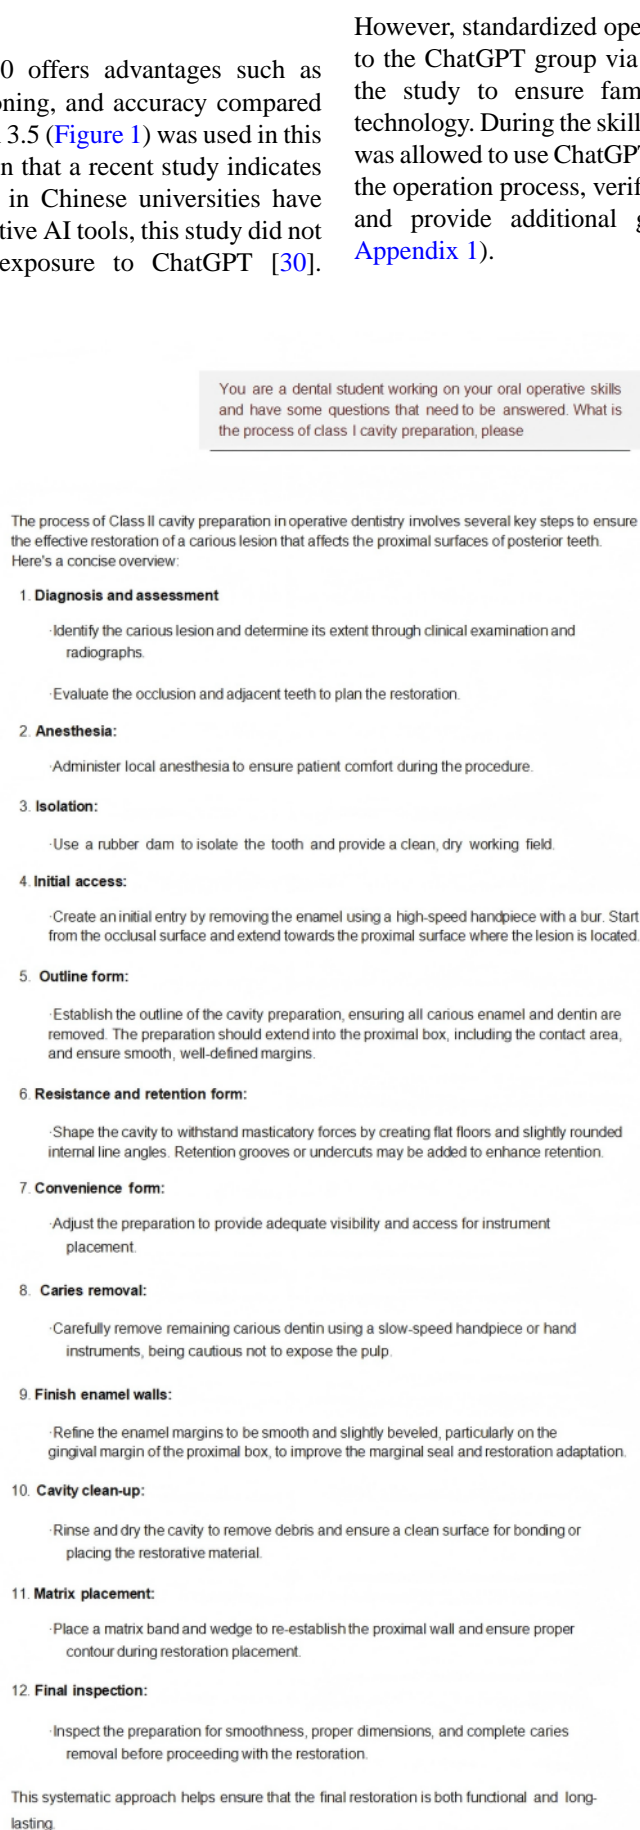 0 offers advantages such as
oning, and accuracy compared
3.5 (Figure 1) was used in this
n that a recent study indicates
in Chinese universities have
tive AI tools, this study did not
exposure to ChatGPT [30].
However, standardized ope
to the ChatGPT group via
the study to ensure fam
technology. During the skill
was allowed to use ChatGPT
the operation process, verif
and provide additional g
Appendix 1).
You are a dental student working on your oral operative skills
and have some questions that need to be answered. What is
the process of class I cavity preparation, please
The process of Class II cavity preparation in operative dentistry involves several key steps to ensure
the effective restoration of a carious lesion that affects the proximal surfaces of posterior teeth.
Here's a concise overview:
1. Diagnosis and assessment
·Identify the carious lesion and determine its extent through clinical examination and
radiographs.
·Evaluate the occlusion and adjacent teeth to plan the restoration.
2. Anesthesia:
·Administer local anesthesia to ensure patient comfort during the procedure.
3. Isolation:
·Use a rubber dam to isolate the tooth and provide a clean, dry working field.
4. Initial access:
·Create an initial entry by removing the enamel using a high-speed handpiece with a bur. Start
from the occlusal surface and extend towards the proximal surface where the lesion is located.
5. Outline form:
·Establish the outline of the cavity preparation, ensuring all carious enamel and dentin are
removed. The preparation should extend into the proximal box, including the contact area,
and ensure smooth, well-defined margins.
6. Resistance and retention form:
·Shape the cavity to withstand masticatory forces by creating flat floors and slightly rounded
internal line angles. Retention grooves or undercuts may be added to enhance retention.
7. Convenience form:
·Adjust the preparation to provide adequate visibility and access for instrument
placement.
8. Caries removal:
·Carefully remove remaining carious dentin using a slow-speed handpiece or hand
instruments, being cautious not to expose the pulp.
9. Finish enamel walls:
·Refine the enamel margins to be smooth and slightly beveled, particularly on the
gingival margin of the proximal box, to improve the marginal seal and restoration adaptation.
10. Cavity clean-up:
·Rinse and dry the cavity to remove debris and ensure a clean surface for bonding or
placing the restorative material.
11. Matrix placement:
·Place a matrix band and wedge to re-establish the proximal wall and ensure proper
contour during restoration placement.
12. Final inspection:
·Inspect the preparation for smoothness, proper dimensions, and complete caries
removal before proceeding with the restoration.
This systematic approach helps ensure that the final restoration is both functional and long-
lasting.